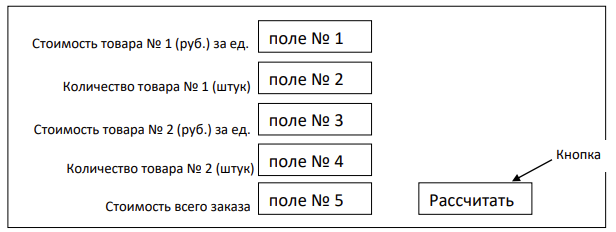 Стоимость товара № 1 (руб.) за ед. поле № 1
Количество товара № 1 (штук) поле № 2
Стоимость товара № 2 (руб.) за ед. поле № 3
Количество товара № 2 (штук) поле № 4
Кнопка
Стоимость всего заказа поле № 5 Рассчитать